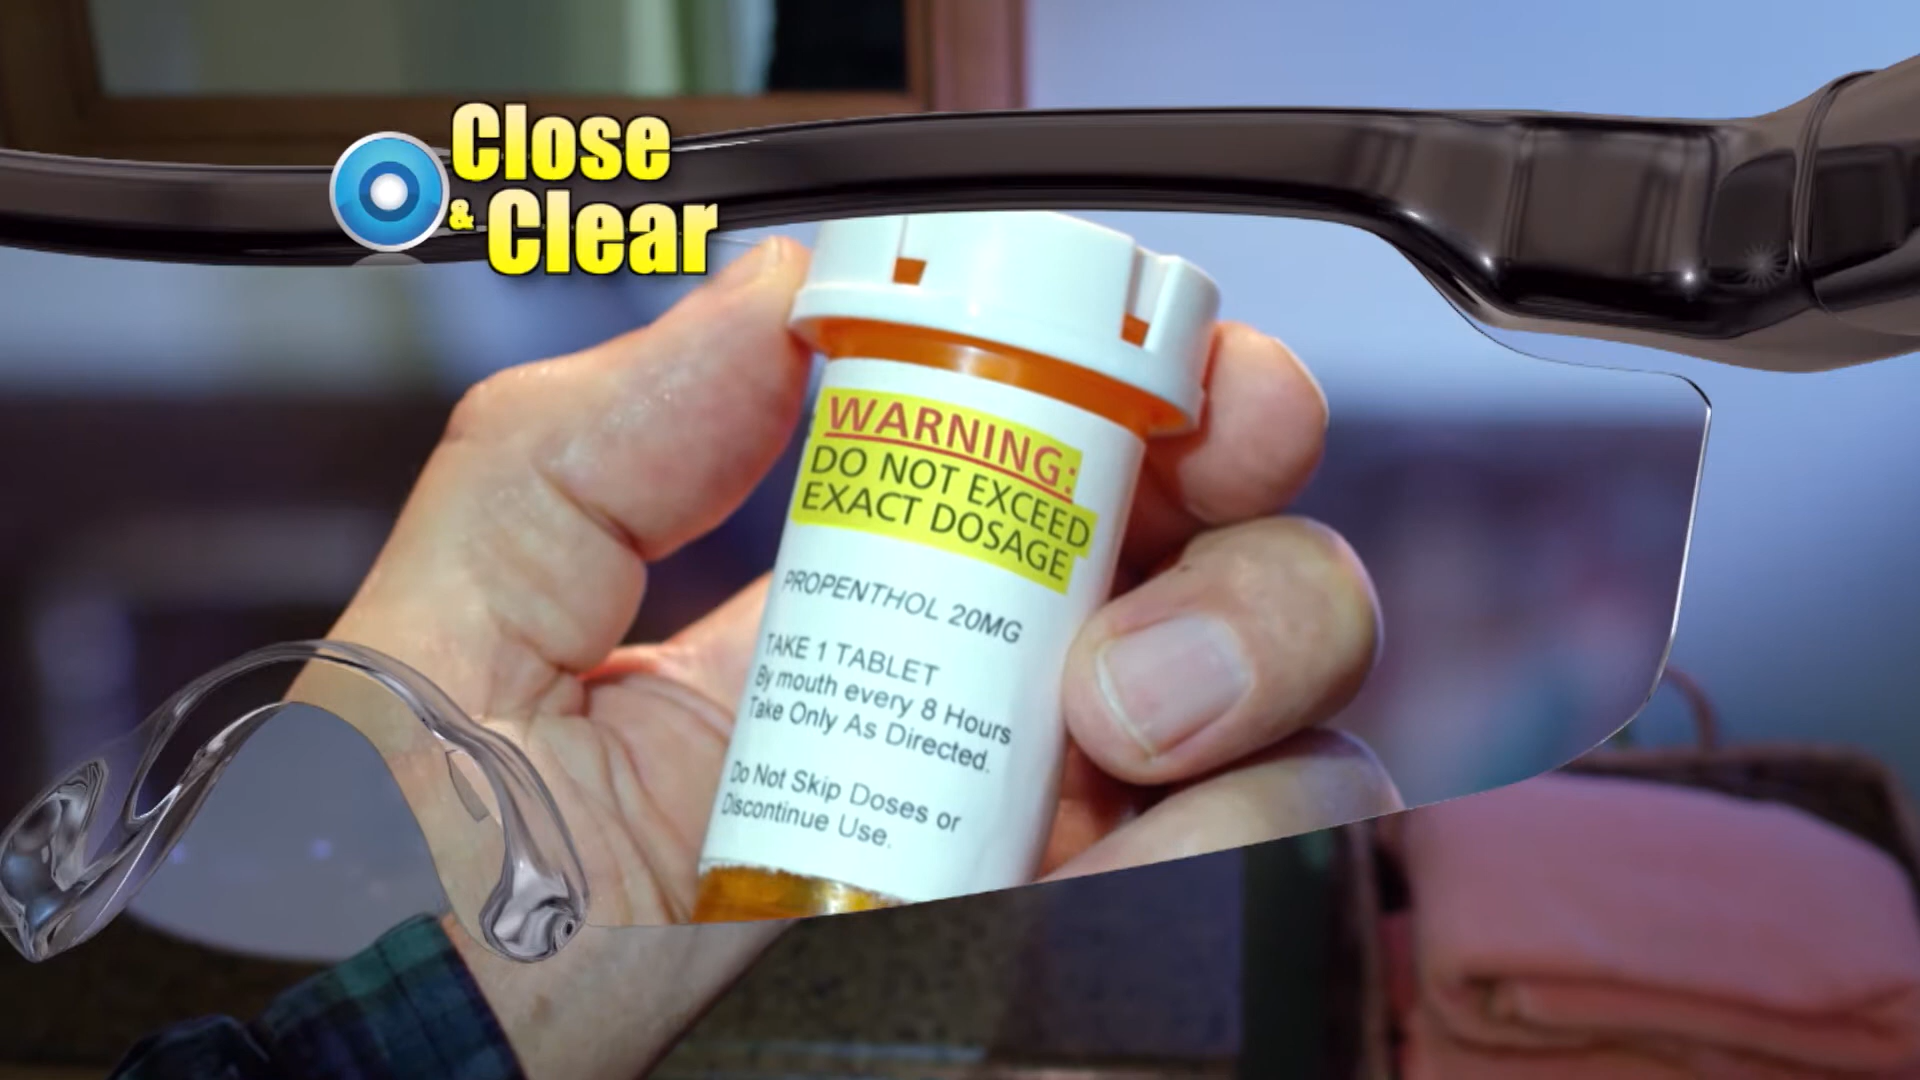 Close
& Clear
WARNING:
DO NOT EXCEED
EXACT DOSAGE
PROPENTHOL 20MG
TAKE 1 TABLET
By mouth every 8 Hours
Take Only As Directed.
Do Not Skip Doses or
Discontinue Use.